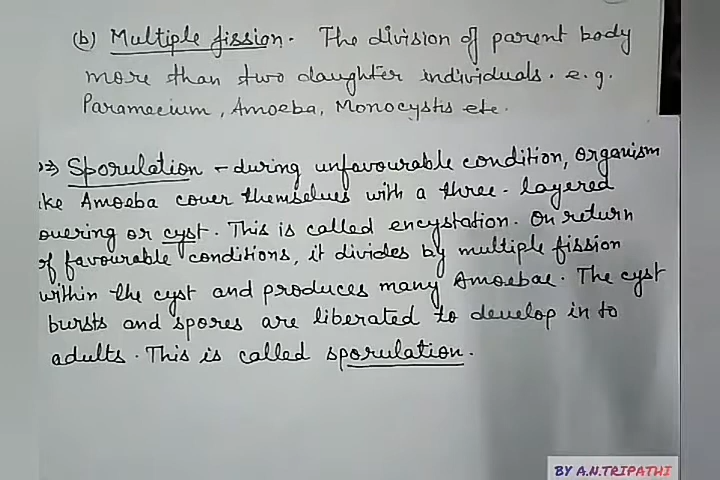 (b) Multiple fission. The division of parent body
more than two daughter individuals. e.g.
Paramecium, Amoeba, Monocystis etc.
⇒ Sporulation - during unfavourable condition, organism
ike Amoeba cover themselves with a three-layered
overing or cyst. This is called encystation. On return
of favourable conditions, it divides by multiple fission
within the cyst and produces many Amoebae. The cyst
bursts and spores are liberated to develop in to
adults. This is called sporulation.
BY A.N.TRIPATHI